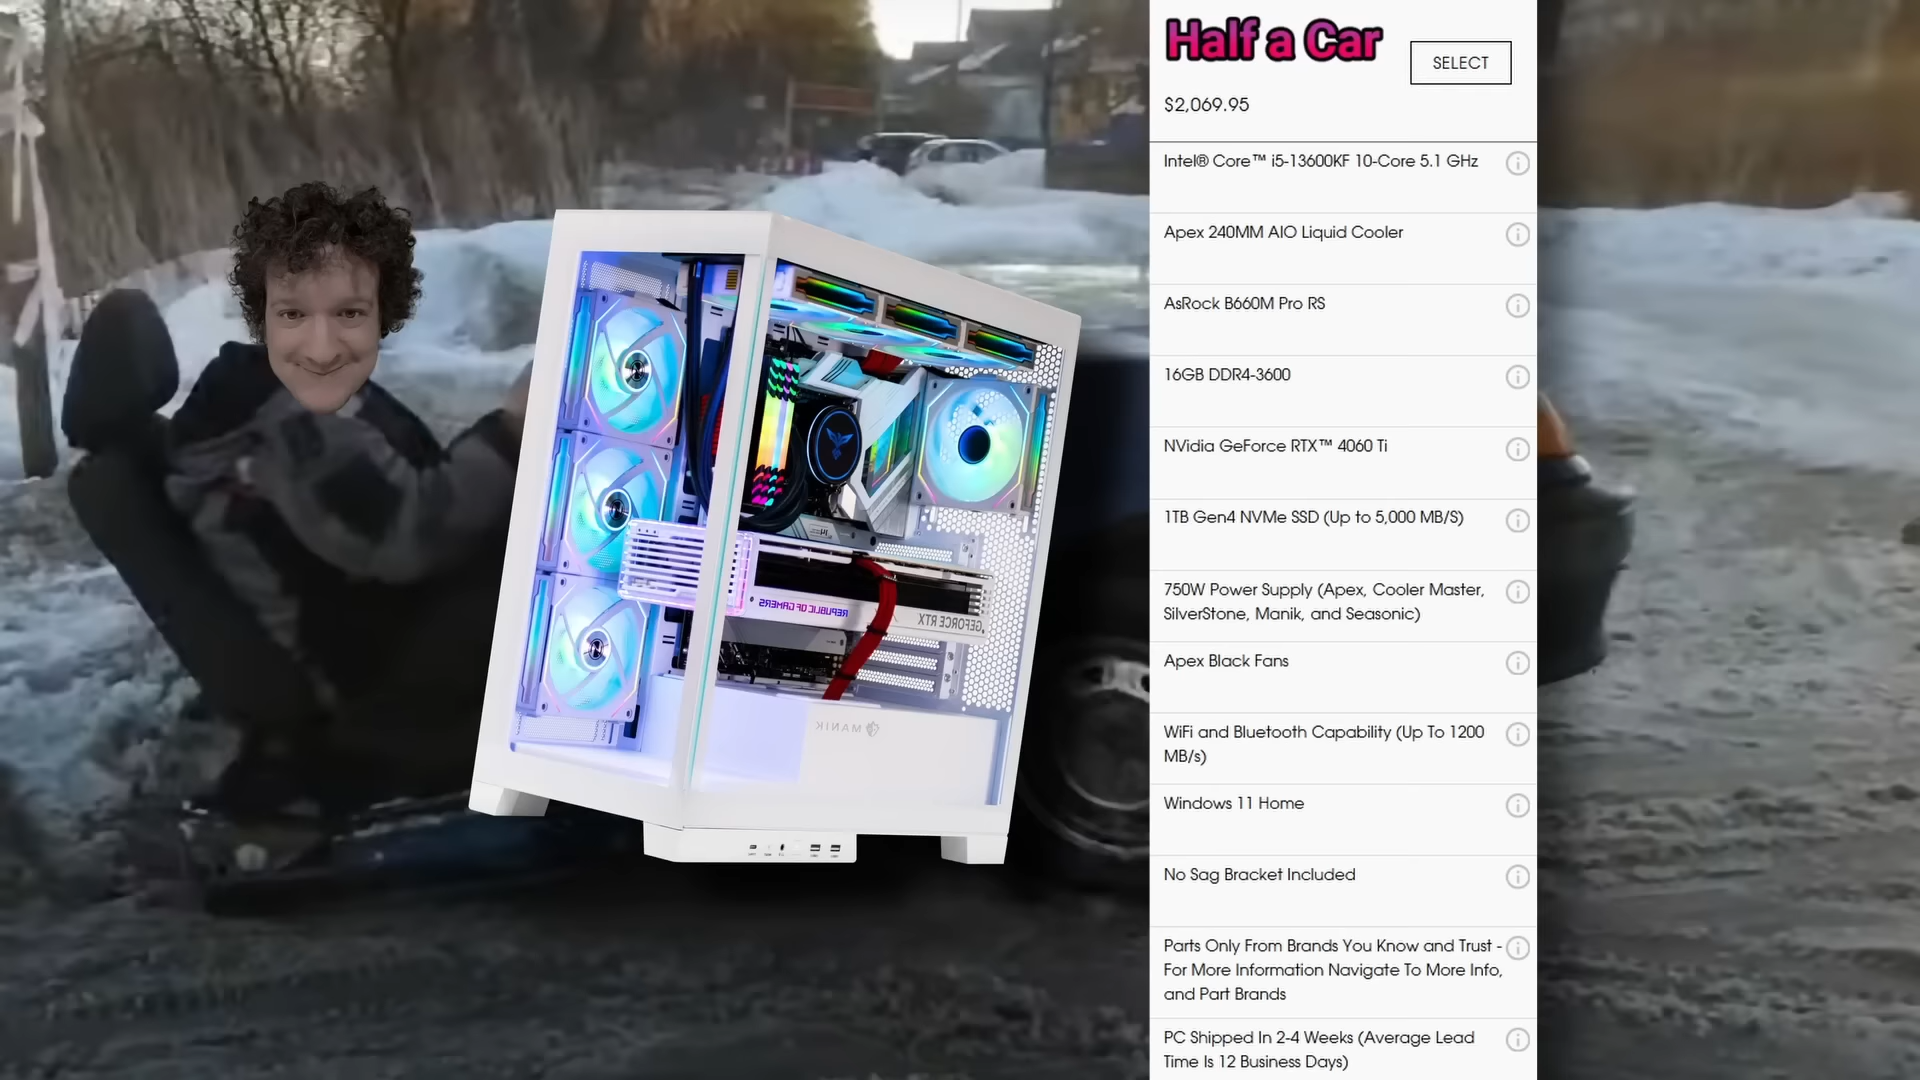 Half a Car
SELECT
$2,069.95
Intel® Core™ i5-13600KF 10-Core 5.1 GHz
Apex 240MM AIO Liquid Cooler
AsRock B660M Pro RS
16GB DDR4-3600
NVidia GeForce RTX™ 4060 Ti
1TB Gen4 NVMe SSD (Up to 5,000 MB/S)
750W Power Supply (Apex, Cooler Master,
SilverStone, Manik, and Seasonic)
Apex Black Fans
WiFi and Bluetooth Capability (Up To 1200
MB/s)
Windows 11 Home
No Sag Bracket Included
Parts Only From Brands You Know and Trust -
For More Information Navigate To More Info,
and Part Brands
PC Shipped In 2-4 Weeks (Average Lead
Time Is 12 Business Days)
REPUBLIC OF GAMERS
GEFORCE RTX
MANIK